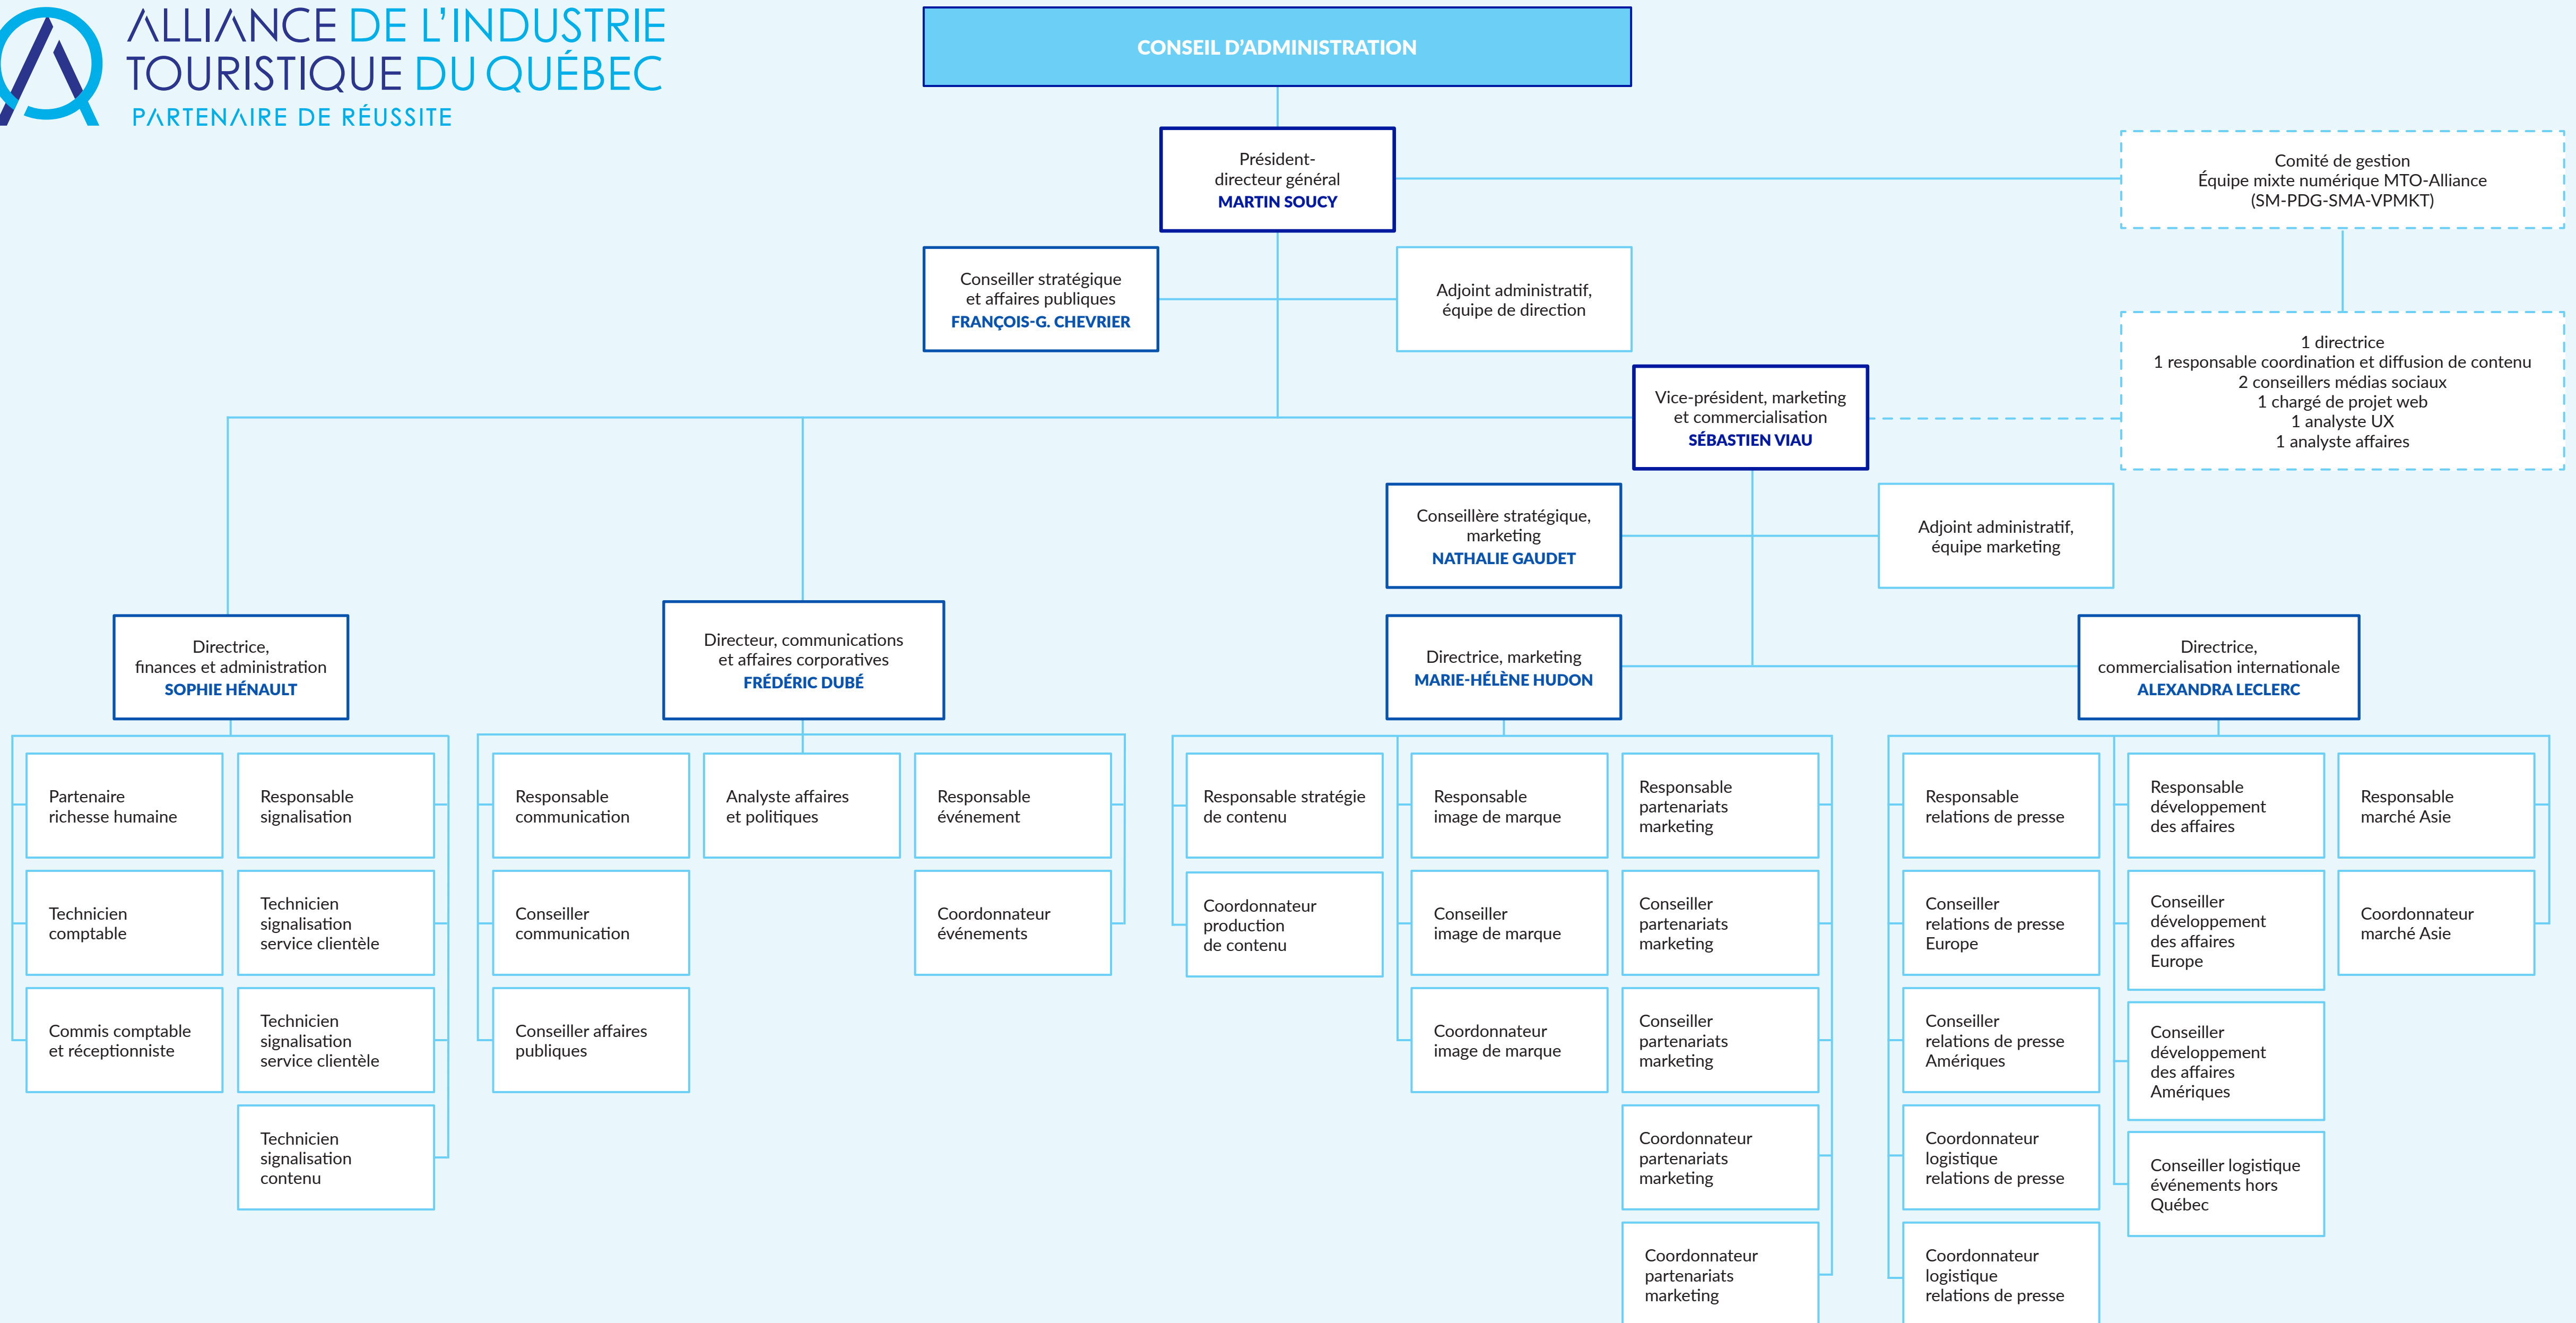 ALLIANCE DE L'INDUSTRIE
TOURISTIQUE DU QUÉBEC
PARTENAIRE DE RÉUSSITE
CONSEIL D'ADMINISTRATION
Président-
directeur général
MARTIN SOUCY
Comité de gestion
Équipe mixte numérique MTO-Alliance
(SM-PDG-SMA-VPMKT)
Conseiller stratégique
et affaires publiques
FRANÇOIS-G. CHEVRIER
Adjoint administratif,
équipe de direction
1 directrice
1 responsable coordination et diffusion de contenu
2 conseillers médias sociaux
1 chargé de projet web
1 analyste UX
1 analyste affaires
Vice-président, marketing
et commercialisation
SÉBASTIEN VIAU
Conseillère stratégique,
marketing
NATHALIE GAUDET
Adjoint administratif,
équipe marketing
Directrice,
finances et administration
SOPHIE HÉNAULT
Directeur, communications
et affaires corporatives
FRÉDÉRIC DUBÉ
Directrice, marketing
MARIE-HÉLÈNE HUDON
Directrice,
commercialisation internationale
ALEXANDRA LECLERC
Partenaire
richesse humaine
Technicien
comptable
Commis comptable
et réceptionniste
Responsable
signalisation
Technicien
signalisation
service clientèle
Technicien
signalisation
service clientèle
Technicien
signalisation
contenu
Responsable
communication
Conseiller
communication
Conseiller affaires
publiques
Analyste affaires
et politiques
Responsable
événement
Coordonnateur
événements
Responsable stratégie
de contenu
Coordonnateur
production
de contenu
Responsable
image de marque
Conseiller
image de marque
Coordonnateur
image de marque
Responsable
partenariats
marketing
Conseiller
partenariats
marketing
Conseiller
partenariats
marketing
Coordonnateur
partenariats
marketing
Coordonnateur
partenariats
marketing
Responsable
relations de presse
Conseiller
relations de presse
Europe
Conseiller
relations de presse
Amériques
Coordonnateur
logistique
relations de presse
Coordonnateur
logistique
relations de presse
Responsable
développement
des affaires
Conseiller
développement
des affaires
Europe
Conseiller
développement
des affaires
Amériques
Conseiller logistique
événements hors
Québec
Responsable
marché Asie
Coordonnateur
marché Asie